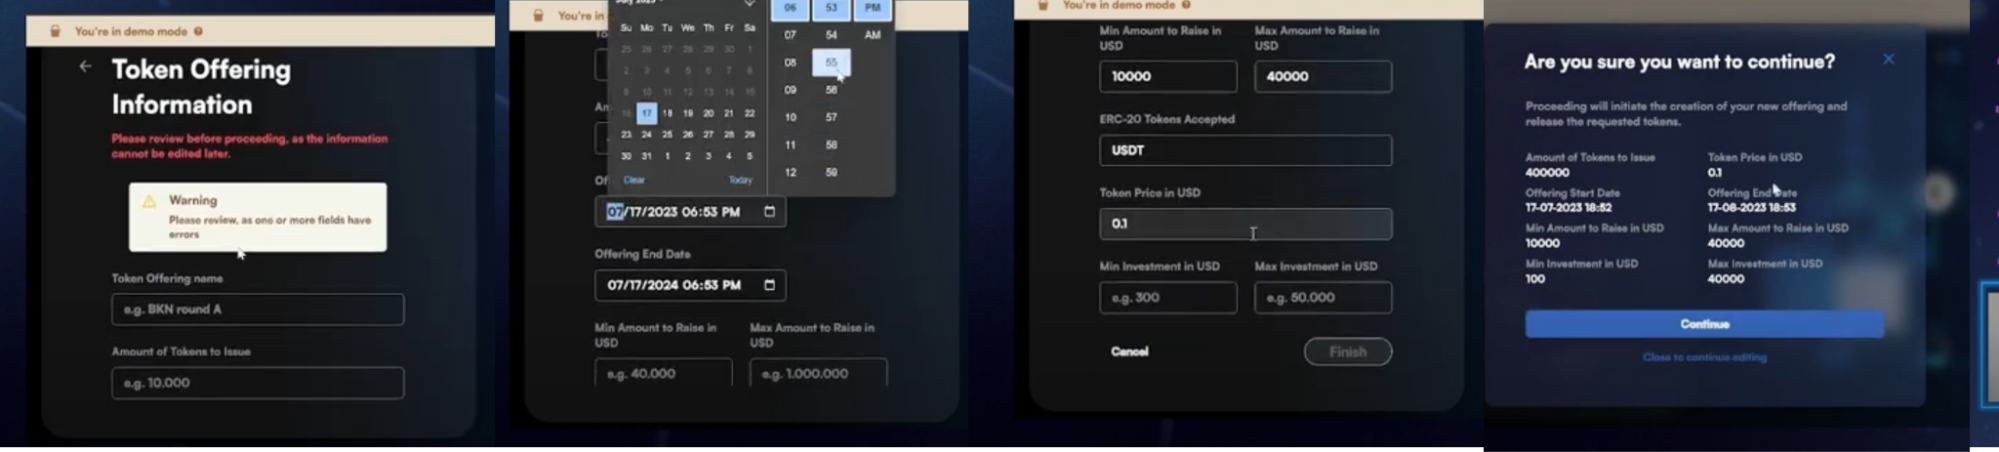 You're in demo mode
Token Offering
Information
Please review before proceeding, as the information
cannot be edited later.
Warning
Please review, as one or more fields have
errors
Token Offering name
e.g. BKN round A
Amount of Tokens to Issue
e.g. 10.000
You're in
July 2023
Su Mo Tu We Th Fr Sa
25 26 27 28 29 30 1
2 3 4 5 6 7 8
9 10 11 12 13 14 15
16 17 18 19 20 21 22
23 24 25 26 27 28 29
30 31 1 2 3 4 5
Clear Today
06 53 PM
07 54 AM
08 55
09 56
10 57
11 58
12 59
An
Of
07/17/2023 06:53 PM
Offering End Date
07/17/2024 06:53 PM
Min Amount to Raise in
USD
Max Amount to Raise in
USD
e.g. 40.000
e.g. 1.000.000
You're in demo mode
Min Amount to Raise in
USD
Max Amount to Raise in
USD
10000
40000
ERC-20 Tokens Accepted
USDT
Token Price in USD
0.1
Min Investment in USD
Max Investment in USD
e.g. 300
e.g. 50.000
Cancel
Finish
Are you sure you want to continue?
Proceeding will initiate the creation of your new offering and
release the requested tokens.
Amount of Tokens to Issue
400000
Token Price in USD
0.1
Offering Start Date
17-07-2023 18:52
Offering End Date
17-08-2023 18:53
Min Amount to Raise in USD
10000
Max Amount to Raise in USD
40000
Min Investment in USD
100
Max Investment in USD
40000
Continue
Close to continue editing